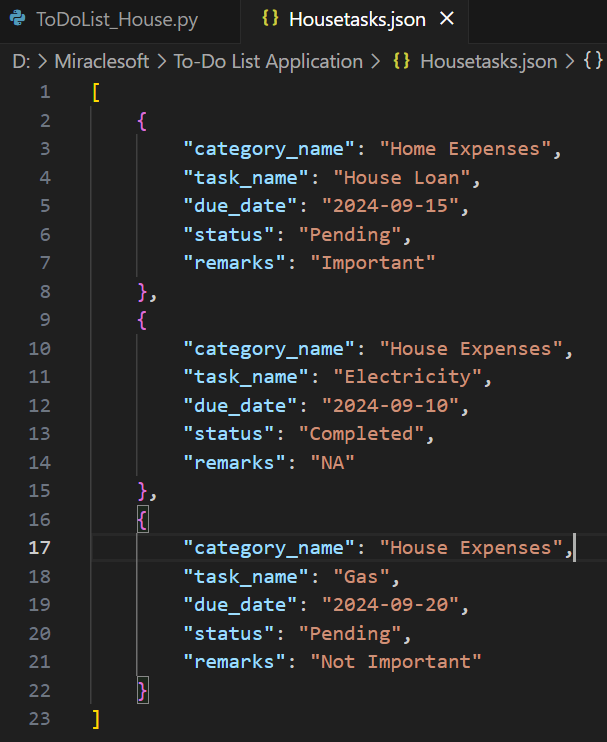 ToDoList_House.py {} Housetasks.json ×
D: > Miraclesoft > To-Do List Application > {} Housetasks.json > {}
1 [
2 {
3 "category_name": "Home Expenses",
4 "task_name": "House Loan",
5 "due_date": "2024-09-15",
6 "status": "Pending",
7 "remarks": "Important"
8 },
9 {
10 "category_name": "House Expenses",
11 "task_name": "Electricity",
12 "due_date": "2024-09-10",
13 "status": "Completed",
14 "remarks": "NA"
15 },
16 {
17 "category_name": "House Expenses",
18 "task_name": "Gas",
19 "due_date": "2024-09-20",
20 "status": "Pending",
21 "remarks": "Not Important"
22 }
23 ]